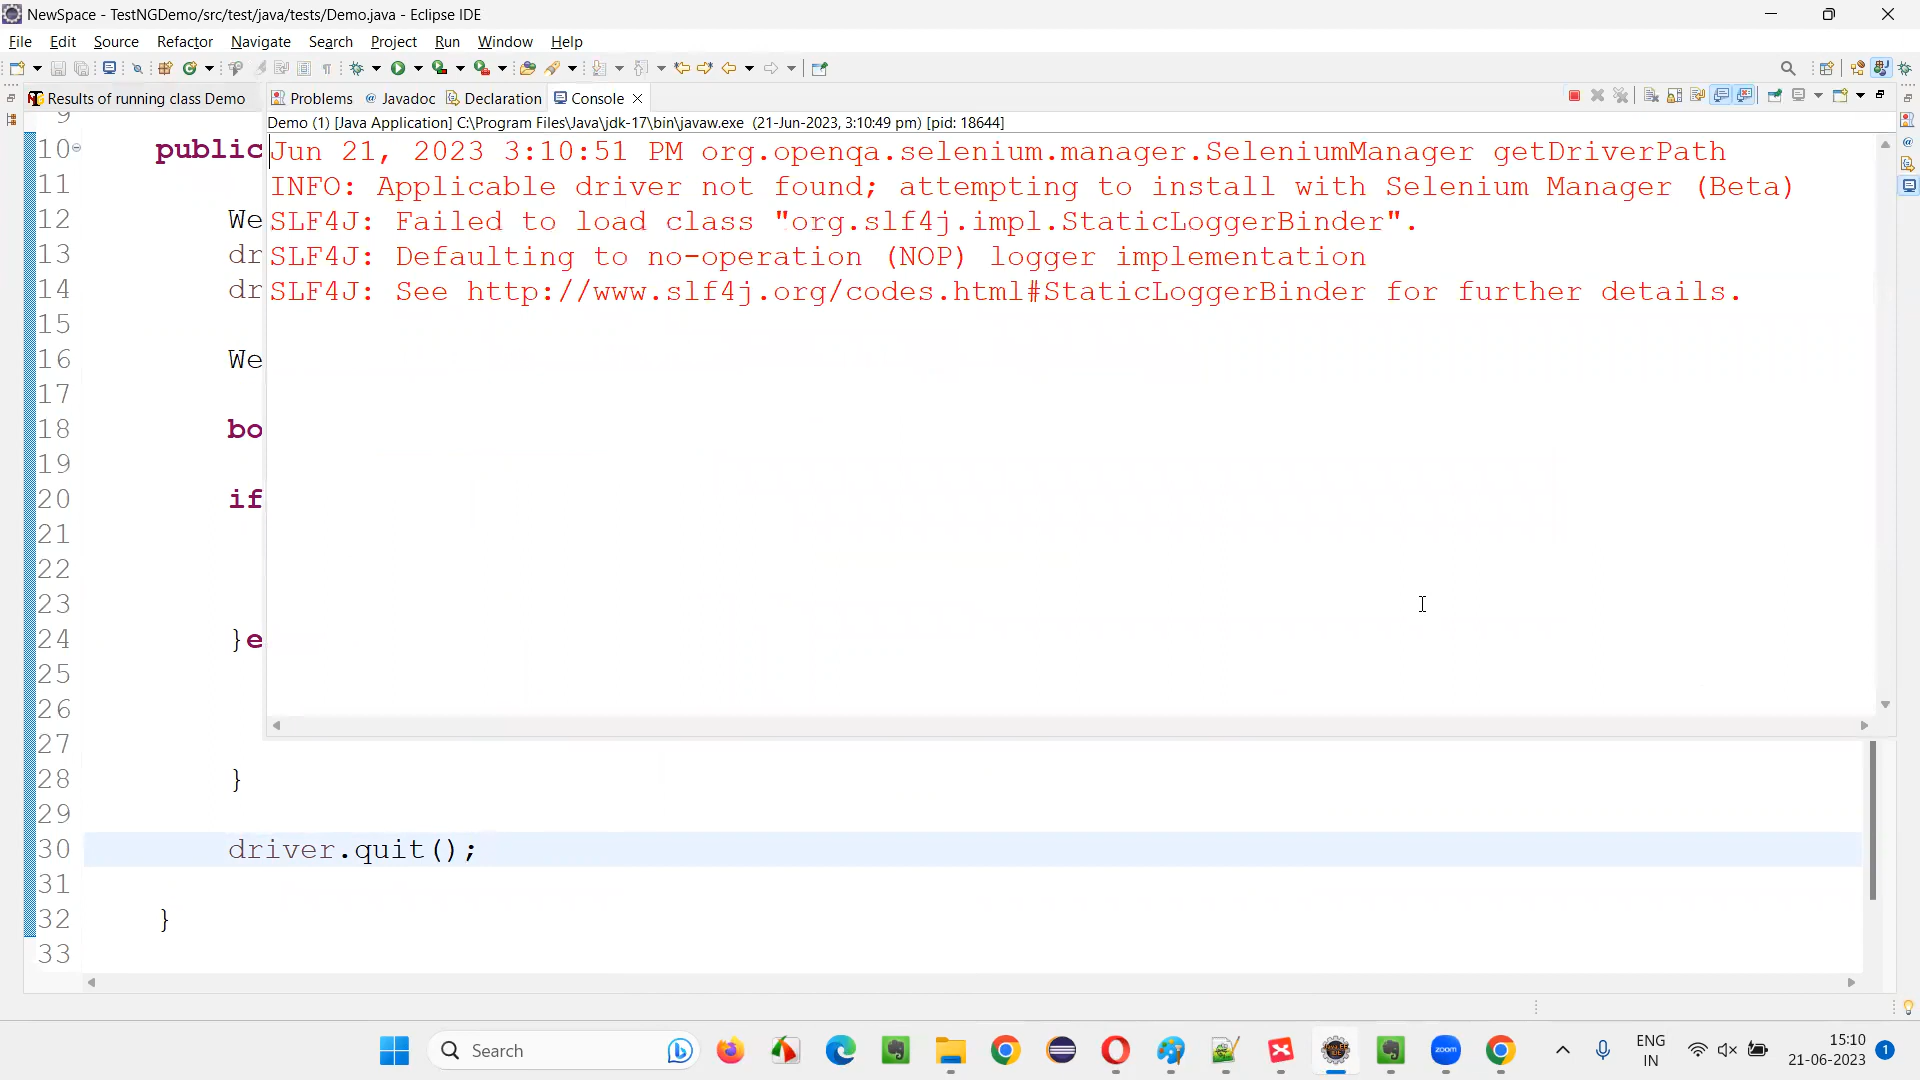 NewSpace - TestNGDemo/src/test/java/tests/Demo.java - Eclipse IDE
File Edit Source Refactor Navigate Search Project Run Window Help
Results of running class Demo
Problems Javadoc Declaration Console
Demo (1) [Java Application] C:\Program Files\Java\jdk-17\bin\javaw.exe (21-Jun-2023, 3:10:49 pm) [pid: 18644]
Jun 21, 2023 3:10:51 PM org.openqa.selenium.manager.SeleniumManager getDriverPath
INFO: Applicable driver not found; attempting to install with Selenium Manager (Beta)
SLF4J: Failed to load class "org.slf4j.impl.StaticLoggerBinder".
SLF4J: Defaulting to no-operation (NOP) logger implementation
SLF4J: See http://www.slf4j.org/codes.html#StaticLoggerBinder for further details.
9
10 public
11
12 We
13 dr
14 dr
15
16 We
17
18 bo
19
20 if
21
22
23
24 }e
25
26
27
28 }
29
30 driver.quit();
31
32 }
33
Search
zoom
ENG
IN
15:10
21-06-2023
1